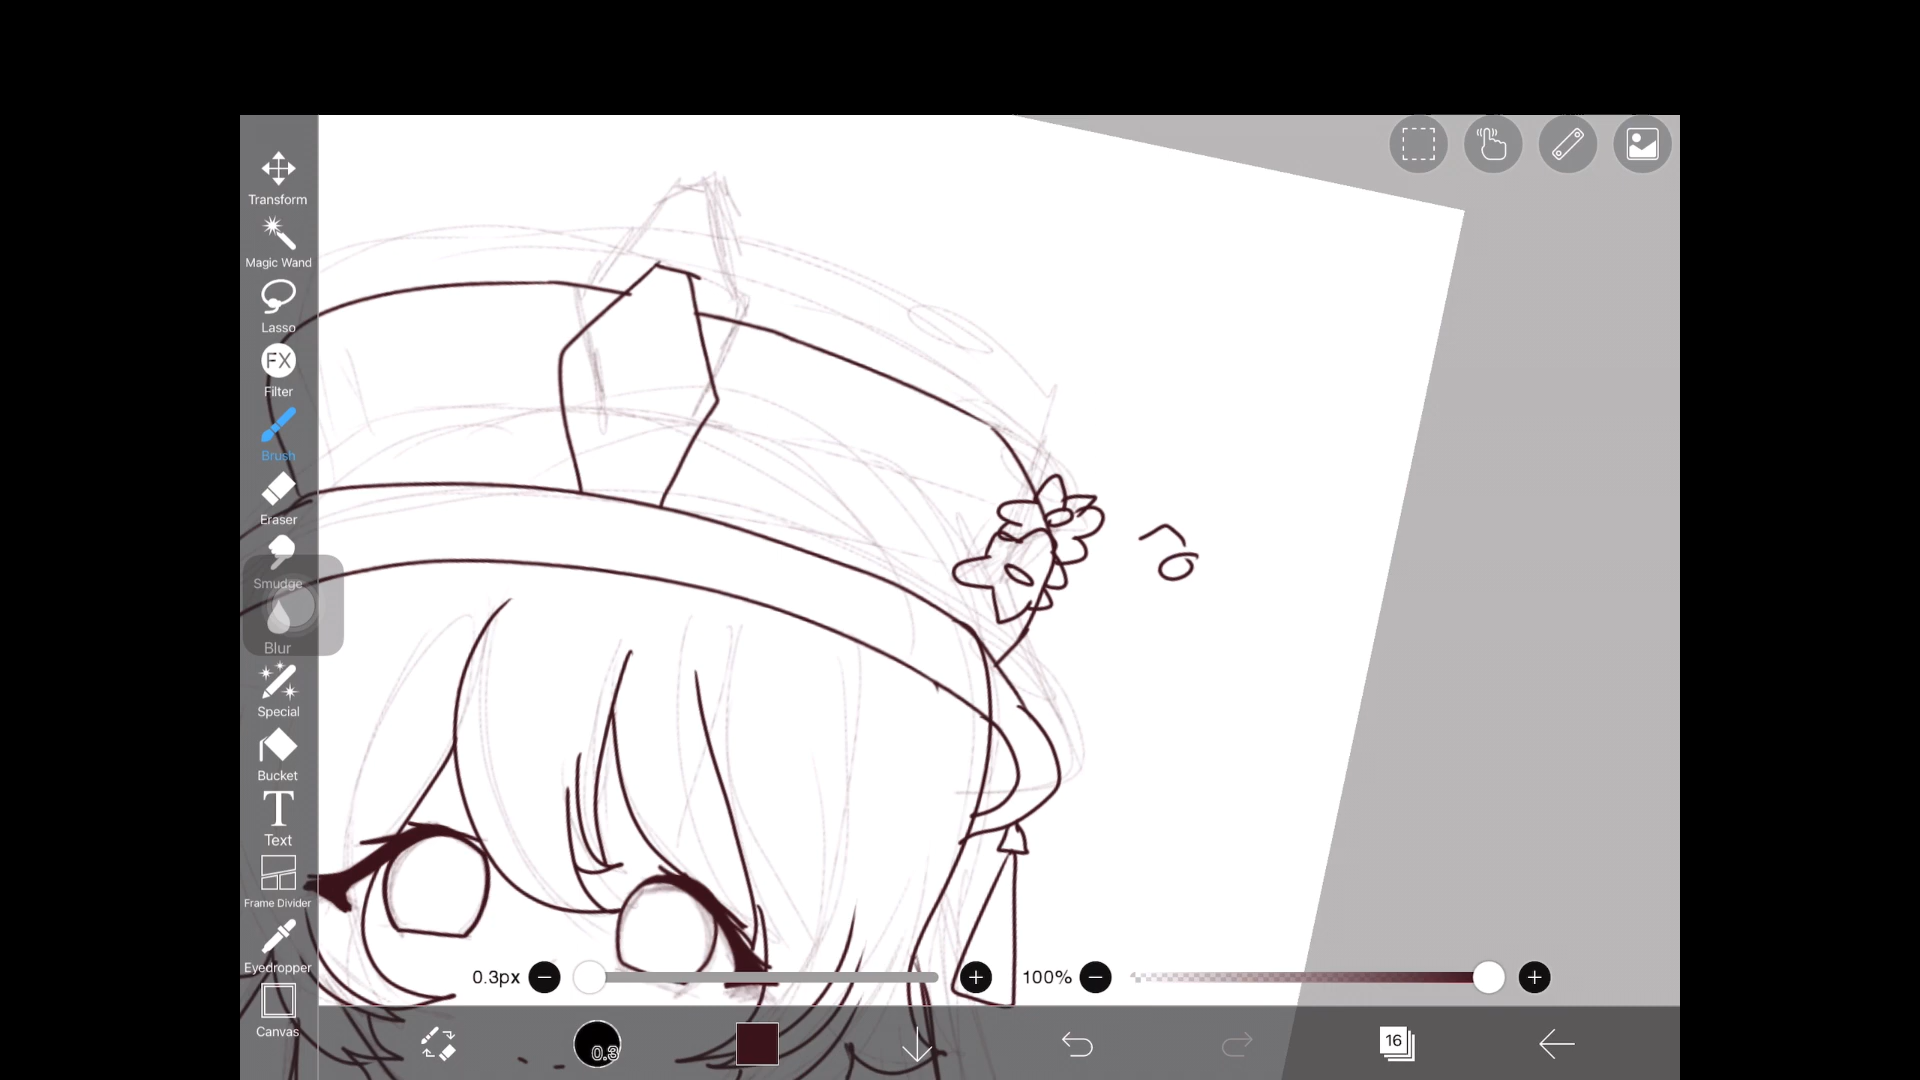 Transform
Magic Wand
Lasso
FX
Filter
Brush
Eraser
Smudge
Blur
Special
Bucket
T
Text
Frame Divider
Eyedropper
Canvas
0.3px
100%
0.3
16